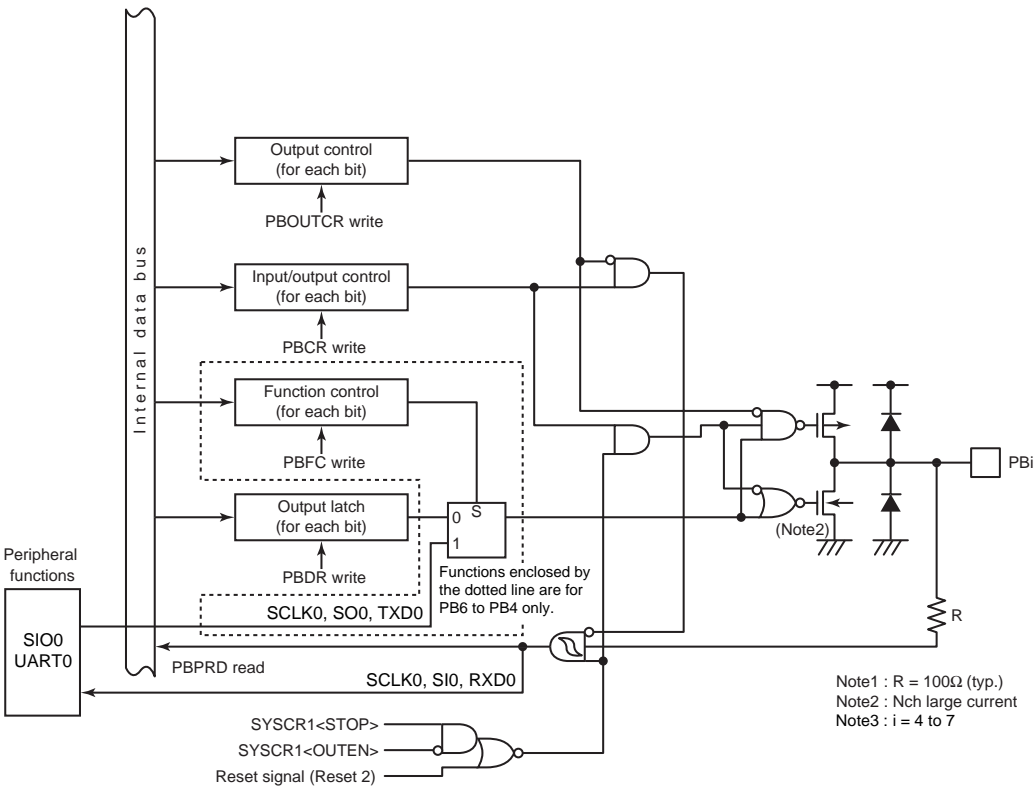 Internal data bus
Output control
(for each bit)
PBOUTCR write
Input/output control
(for each bit)
PBCR write
Function control
(for each bit)
PBFC write
Output latch
(for each bit)
PBDR write
0
S
1
Functions enclosed by
the dotted line are for
PB6 to PB4 only.
Peripheral
functions
SIO0
UART0
SCLK0, SO0, TXD0
PBPRD read
SCLK0, SI0, RXD0
SYSCR1<STOP>
SYSCR1<OUTEN>
Reset signal (Reset 2)
(Note2)
PBi
R
Note1 : R = 100Ω (typ.)
Note2 : Nch large current
Note3 : i = 4 to 7